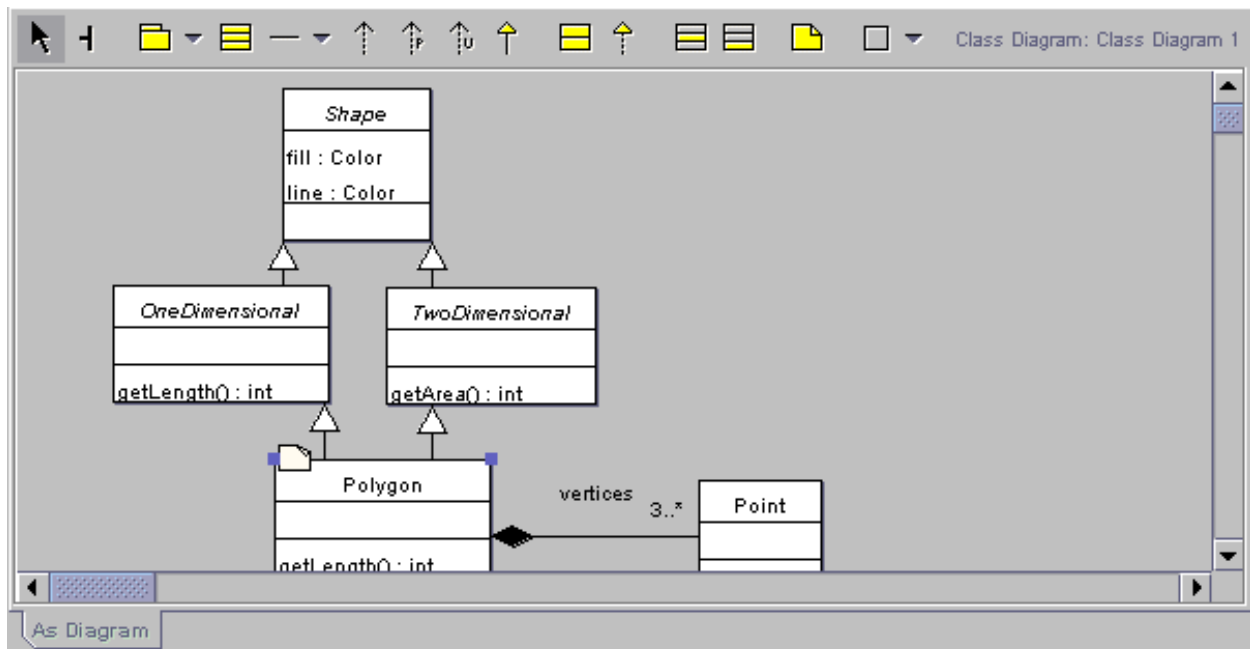 Class Diagram: Class Diagram 1
Shape
fill : Color
line : Color
OneDimensional
TwoDimensional
getLength() : int
getArea() : int
Polygon
vertices
3..*
Point
getLength() : int
As Diagram